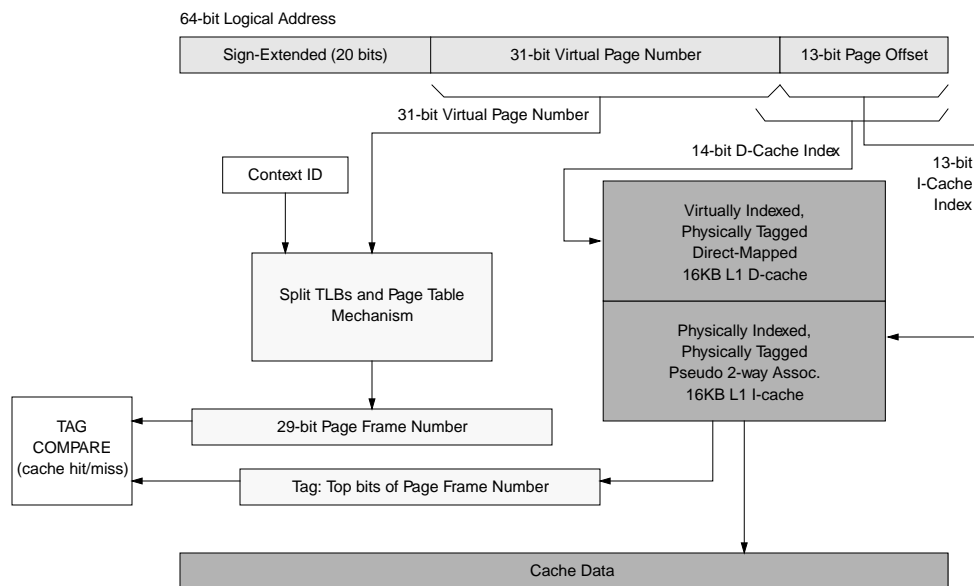 64-bit Logical Address
Sign-Extended (20 bits)
31-bit Virtual Page Number
13-bit Page Offset
31-bit Virtual Page Number
14-bit D-Cache Index
13-bit
I-Cache
Index
Context ID
Virtually Indexed,
Physically Tagged
Direct-Mapped
16KB L1 D-cache
Split TLBs and Page Table
Mechanism
Physically Indexed,
Physically Tagged
Pseudo 2-way Assoc.
16KB L1 I-cache
TAG
COMPARE
(cache hit/miss)
29-bit Page Frame Number
Tag: Top bits of Page Frame Number
Cache Data